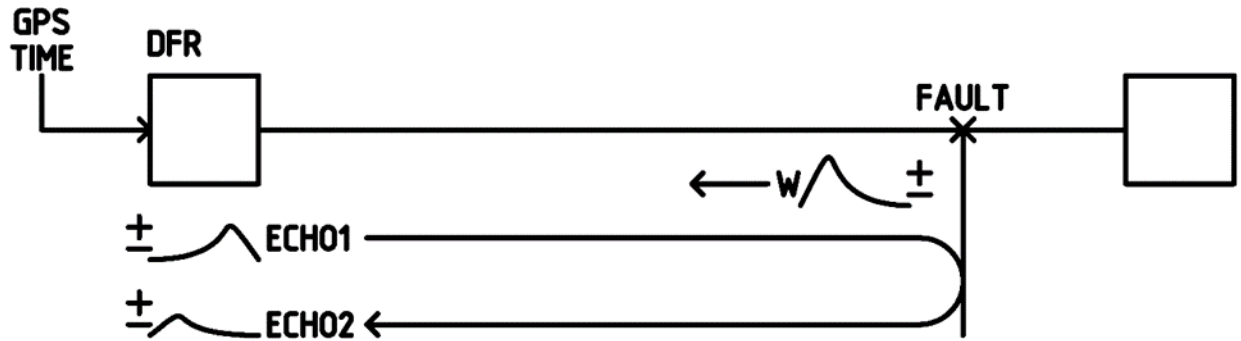 GPS
TIME
DFR
FAULT
W
±
±
ECHO1
±
ECHO2